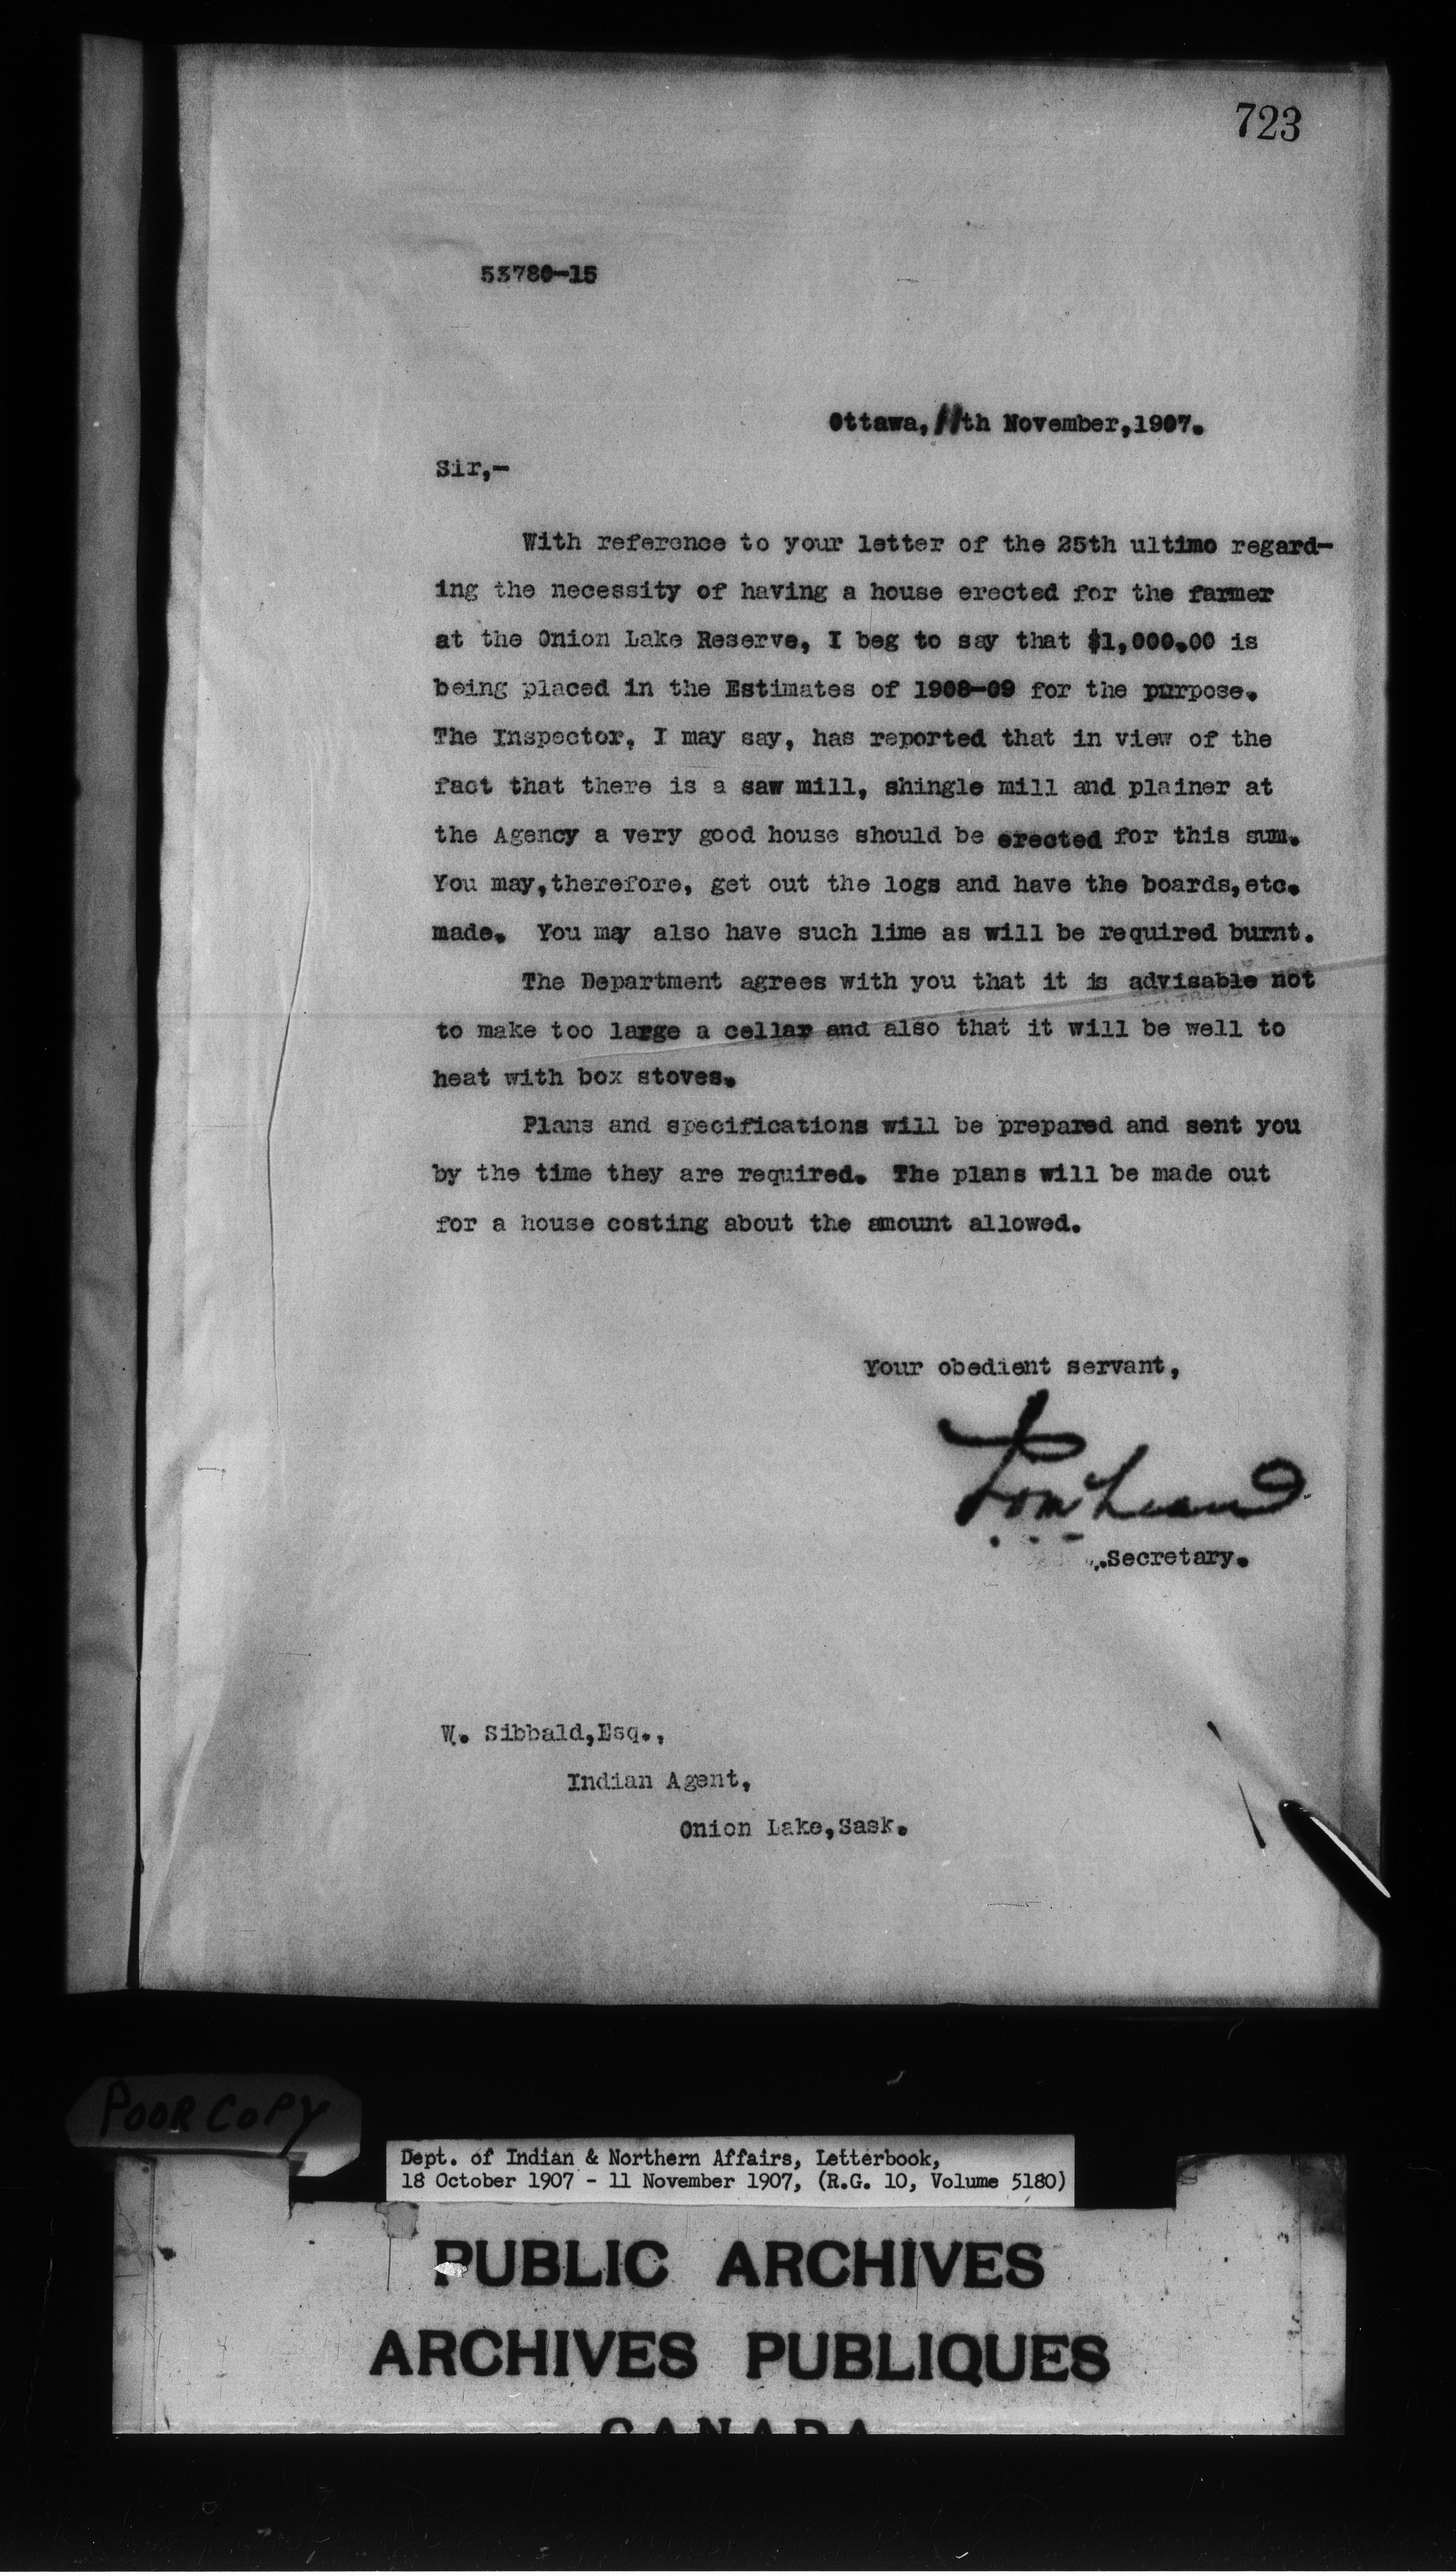 723
53780-15
Ottawa, 11th November,1907.
Sir,-
With reference to your letter of the 25th ultimo regard-
ing the necessity of having a house erected for the farmer
at the Onion Lake Reserve, I beg to say that $1,000.00 is
being placed in the Estimates of 1908-09 for the purpose.
The Inspector, I may say, has reported that in view of the
fact that there is a saw mill, shingle mill and plainer at
the Agency a very good house should be erected for this sum.
You may,therefore, get out the logs and have the boards,etc.
made. You may also have such lime as will be required burnt.
The Department agrees with you that it is advisable not
to make too large a cellar and also that it will be well to
heat with box stoves.
Plans and specifications will be prepared and sent you
by the time they are required. The plans will be made out
for a house costing about the amount allowed.
Your obedient servant,
Secretary.
W. Sibbald,Esq.,
Indian Agent,
Onion Lake,Sask.
POOR COPY
Dept. of Indian & Northern Affairs, Letterbook,
18 October 1907 - 11 November 1907, (R.G. 10, Volume 5180)
PUBLIC ARCHIVES
ARCHIVES PUBLIQUES
CANADA